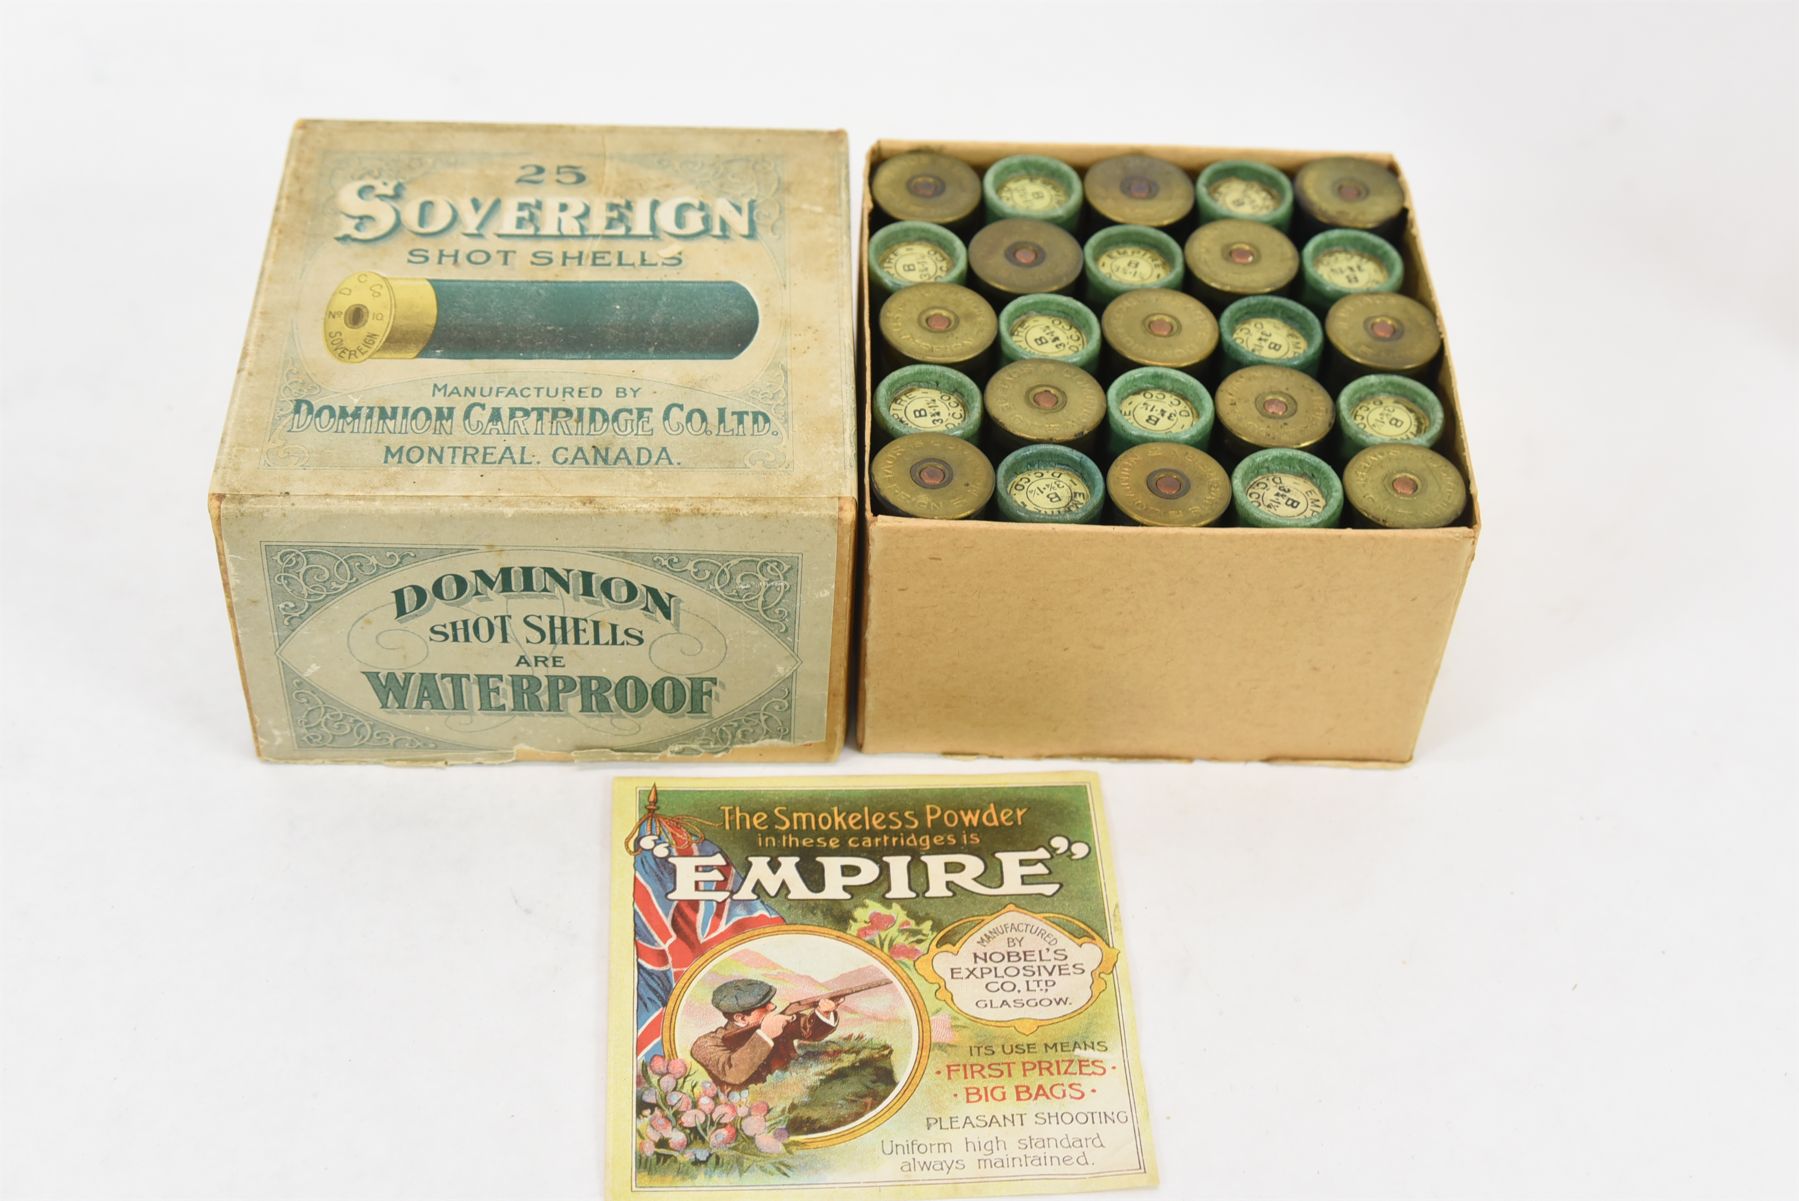 25
SOVEREIGN
SHOT SHELLS
D C Co.
No 10
SOVEREIGN
MANUFACTURED BY
DOMINION CARTRIDGE CO. LTD.
MONTREAL. CANADA.
DOMINION
SHOT SHELLS
ARE
WATERPROOF
EMPIRE
B
The Smokeless Powder
in these cartridges is
"EMPIRE"
MANUFACTURED
BY
NOBEL'S
EXPLOSIVES
CO, LTD,
GLASGOW.
ITS USE MEANS
·FIRST PRIZES·
·BIG BAGS·
PLEASANT SHOOTING
Uniform high standard
always maintained.